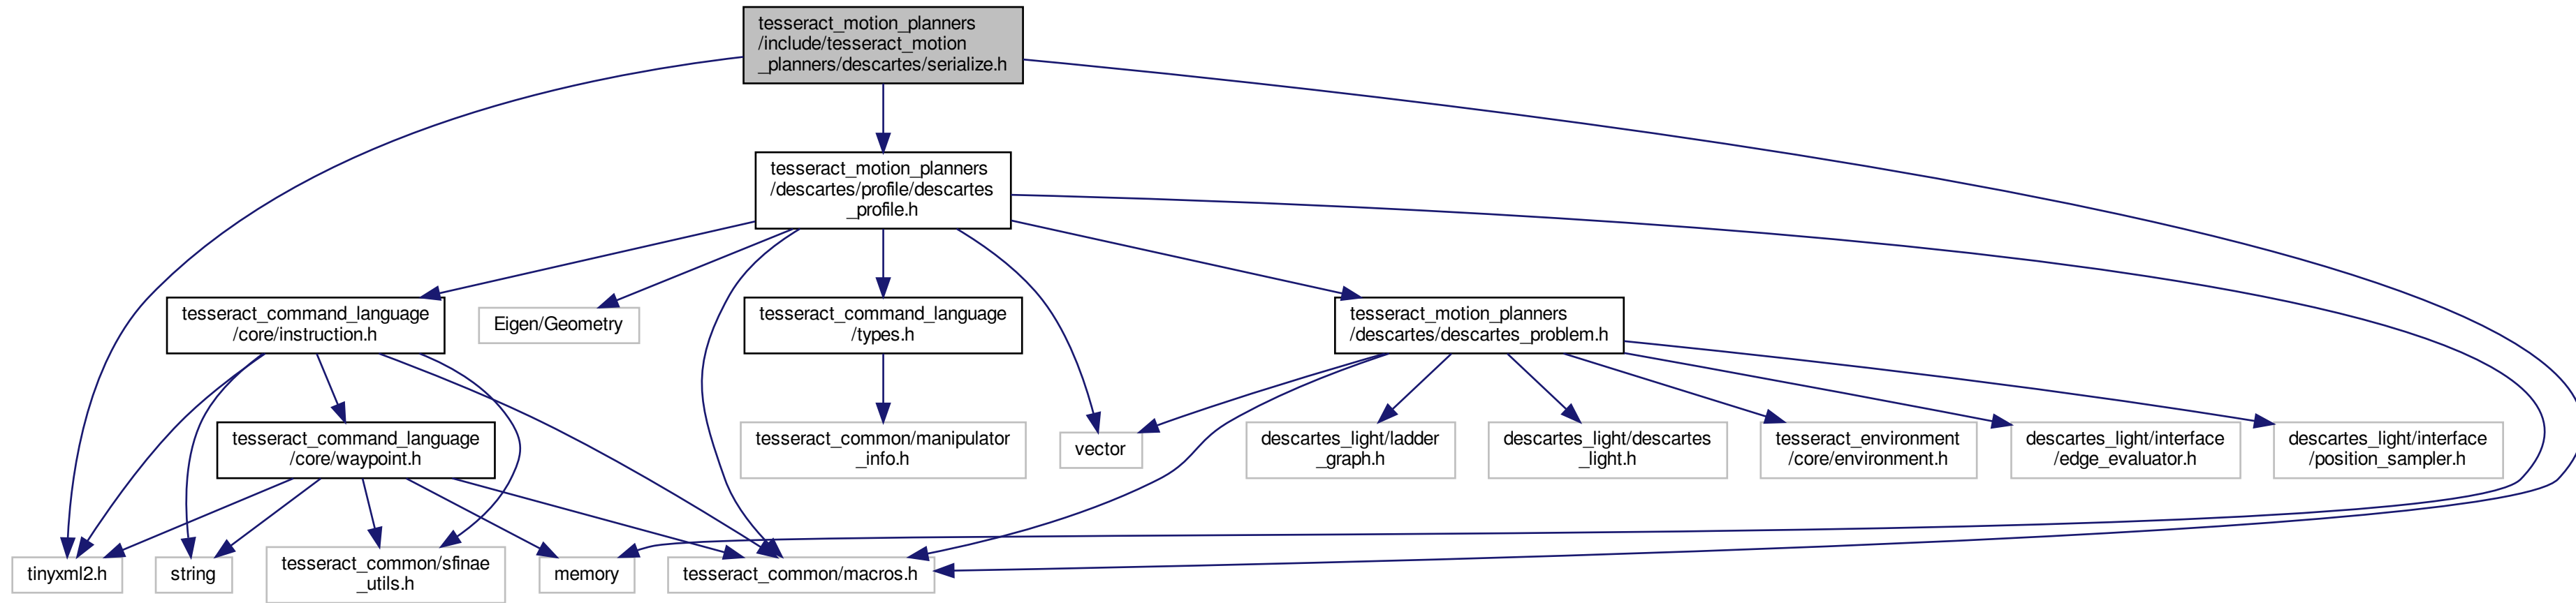 tesseract_motion_planners
/include/tesseract_motion
_planners/descartes/serialize.h
tesseract_motion_planners
/descartes/profile/descartes
_profile.h
tesseract_command_language
/core/instruction.h
Eigen/Geometry
tesseract_command_language
/types.h
tesseract_motion_planners
/descartes/descartes_problem.h
tesseract_command_language
/core/waypoint.h
tesseract_common/manipulator
_info.h
vector
descartes_light/ladder
_graph.h
descartes_light/descartes
_light.h
tesseract_environment
/core/environment.h
descartes_light/interface
/edge_evaluator.h
descartes_light/interface
/position_sampler.h
tinyxml2.h
string
tesseract_common/sfinae
_utils.h
memory
tesseract_common/macros.h